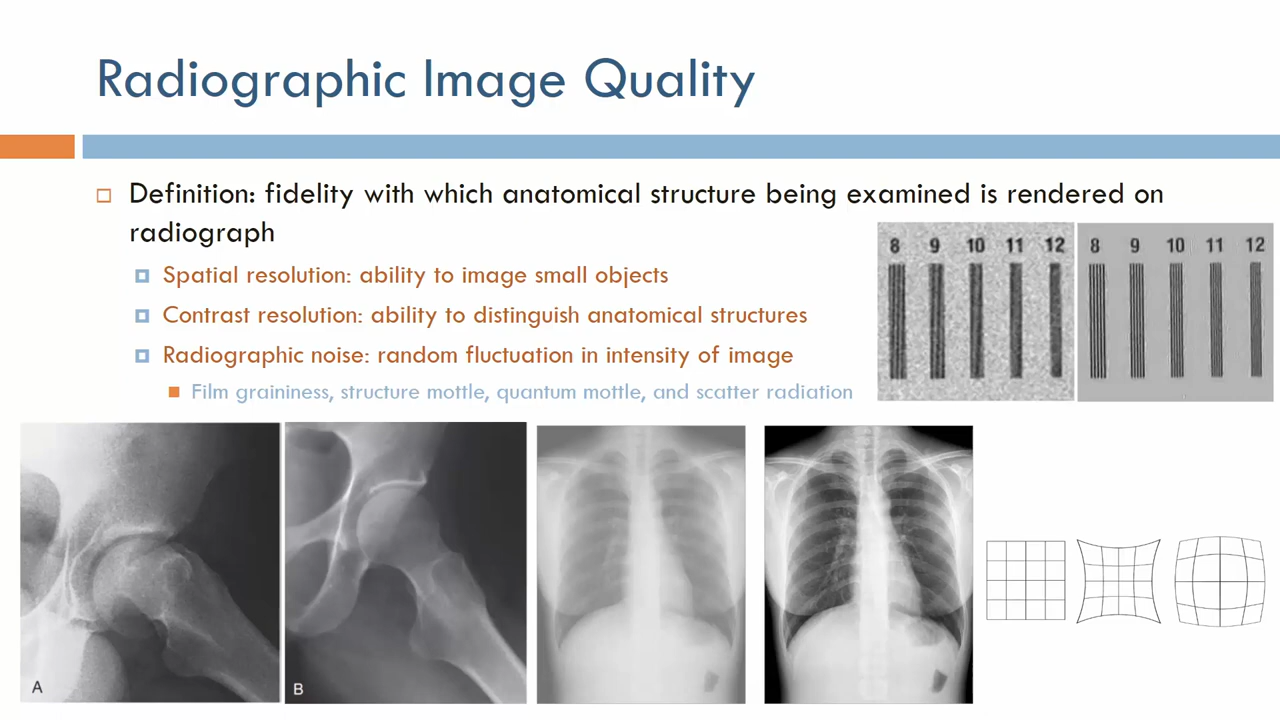 Radiographic Image Quality
Definition: fidelity with which anatomical structure being examined is rendered on
radiograph
Spatial resolution: ability to image small objects
Contrast resolution: ability to distinguish anatomical structures
Radiographic noise: random fluctuation in intensity of image
Film graininess, structure mottle, quantum mottle, and scatter radiation
8 9 10 11 12
8 9 10 11 12
A
B